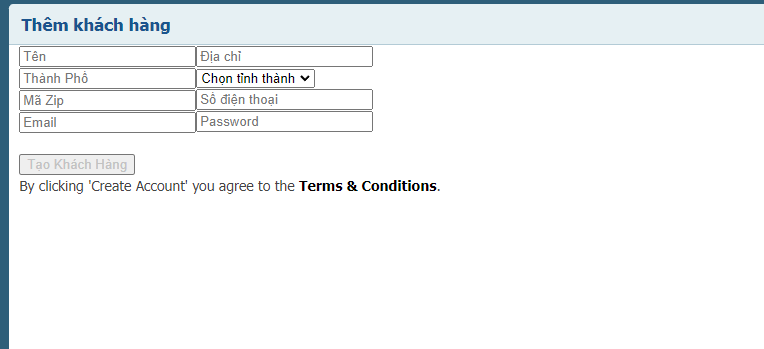 Thêm khách hàng
Tên Địa chỉ
Thành Phố Chọn tỉnh thành
Mã Zip Số điện thoại
Email Password
Tạo Khách Hàng
By clicking 'Create Account' you agree to the Terms & Conditions.